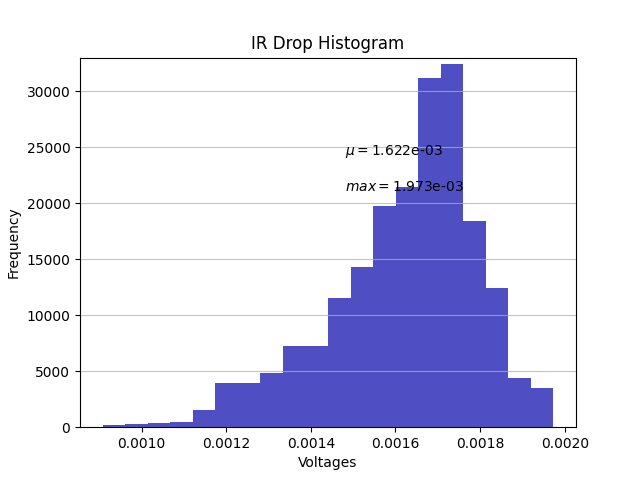 IR Drop Histogram
30000
25000
20000
15000
10000
5000
0
Frequency
μ = 1.622e-03
max = 1.973e-03
0.0010 0.0012 0.0014 0.0016 0.0018 0.0020
Voltages